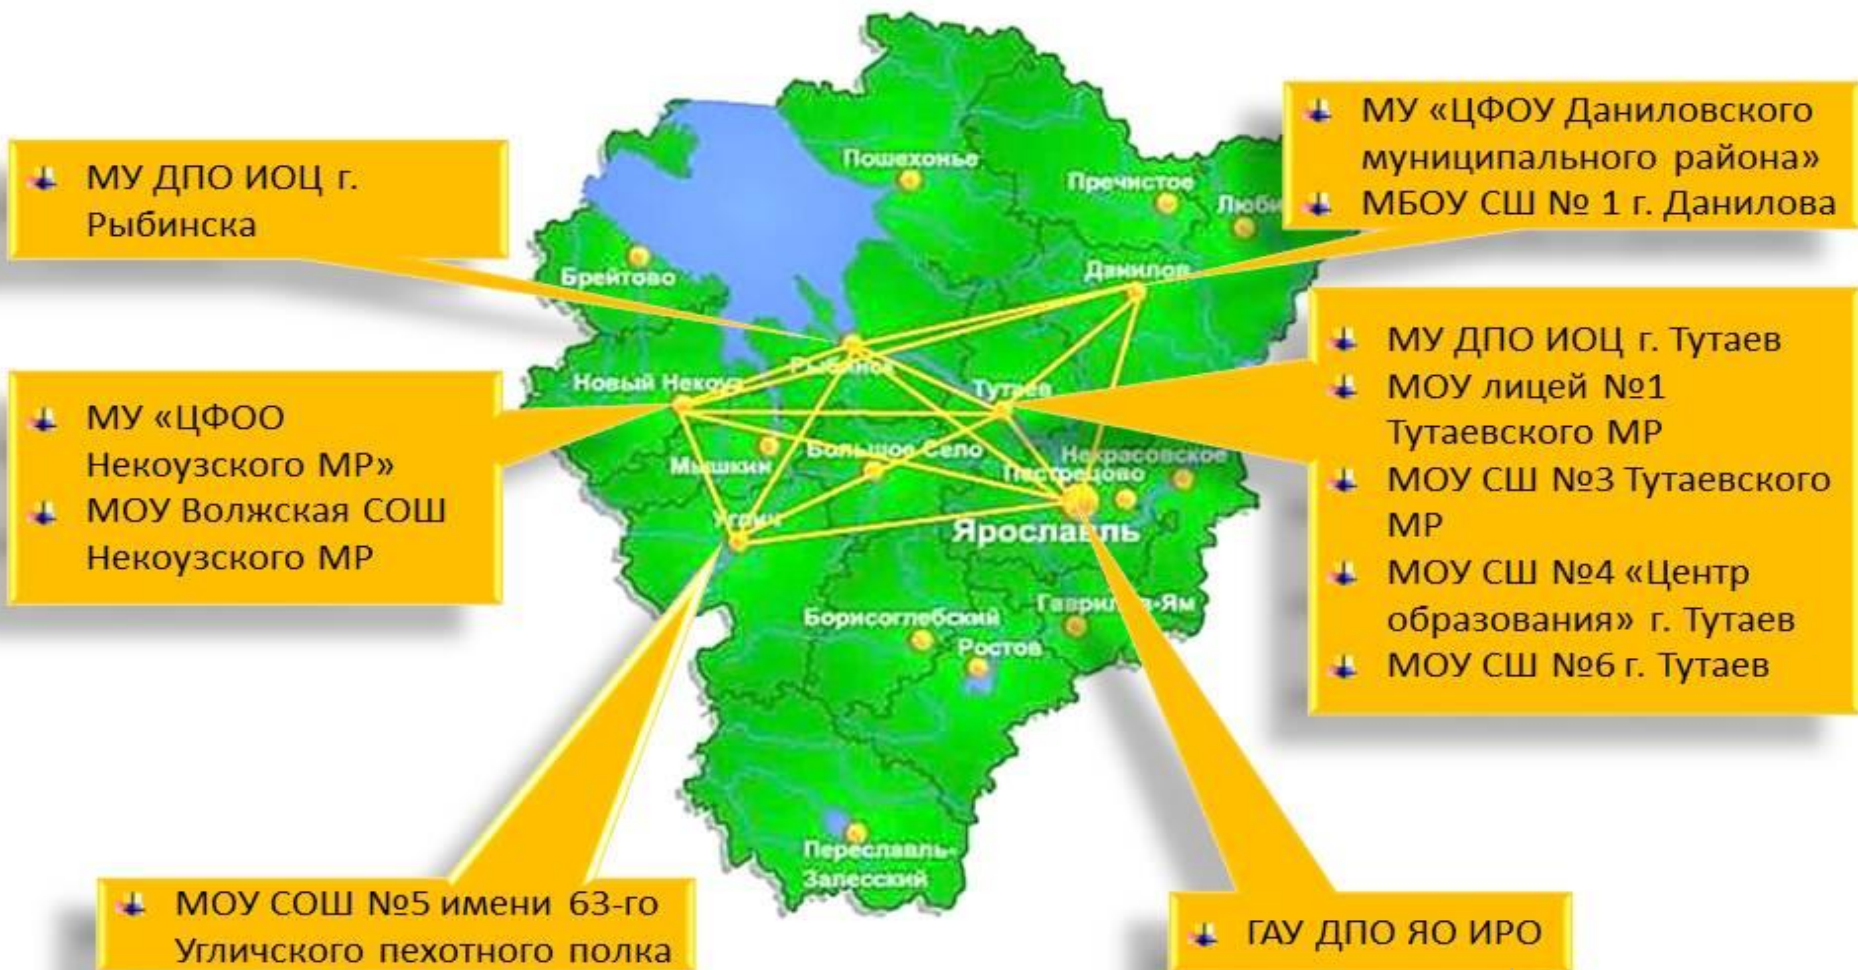 МУ ДПО ИОЦ г.
Рыбинска
МУ «ЦФОО
Некоузского МР»
МОУ Волжская СОШ
Некоузского МР
МОУ СОШ №5 имени 63-го
Угличского пехотного полка
Пошехонье
Пречистое
Люби
Брейтово
Данилов
Рыбинск
Новый Некоуз
Тутаев
Мышкин
Большое Село
Некрасовское
Пестрецово
Углич
Ярославль
Гаврилов-Ям
Борисоглебский
Ростов
Переславль-
Залесский
МУ «ЦФОУ Даниловского
муниципального района»
МБОУ СШ № 1 г. Данилова
МУ ДПО ИОЦ г. Тутаев
МОУ лицей №1
Тутаевского МР
МОУ СШ №3 Тутаевского
МР
МОУ СШ №4 «Центр
образования» г. Тутаев
МОУ СШ №6 г. Тутаев
ГАУ ДПО ЯО ИРО